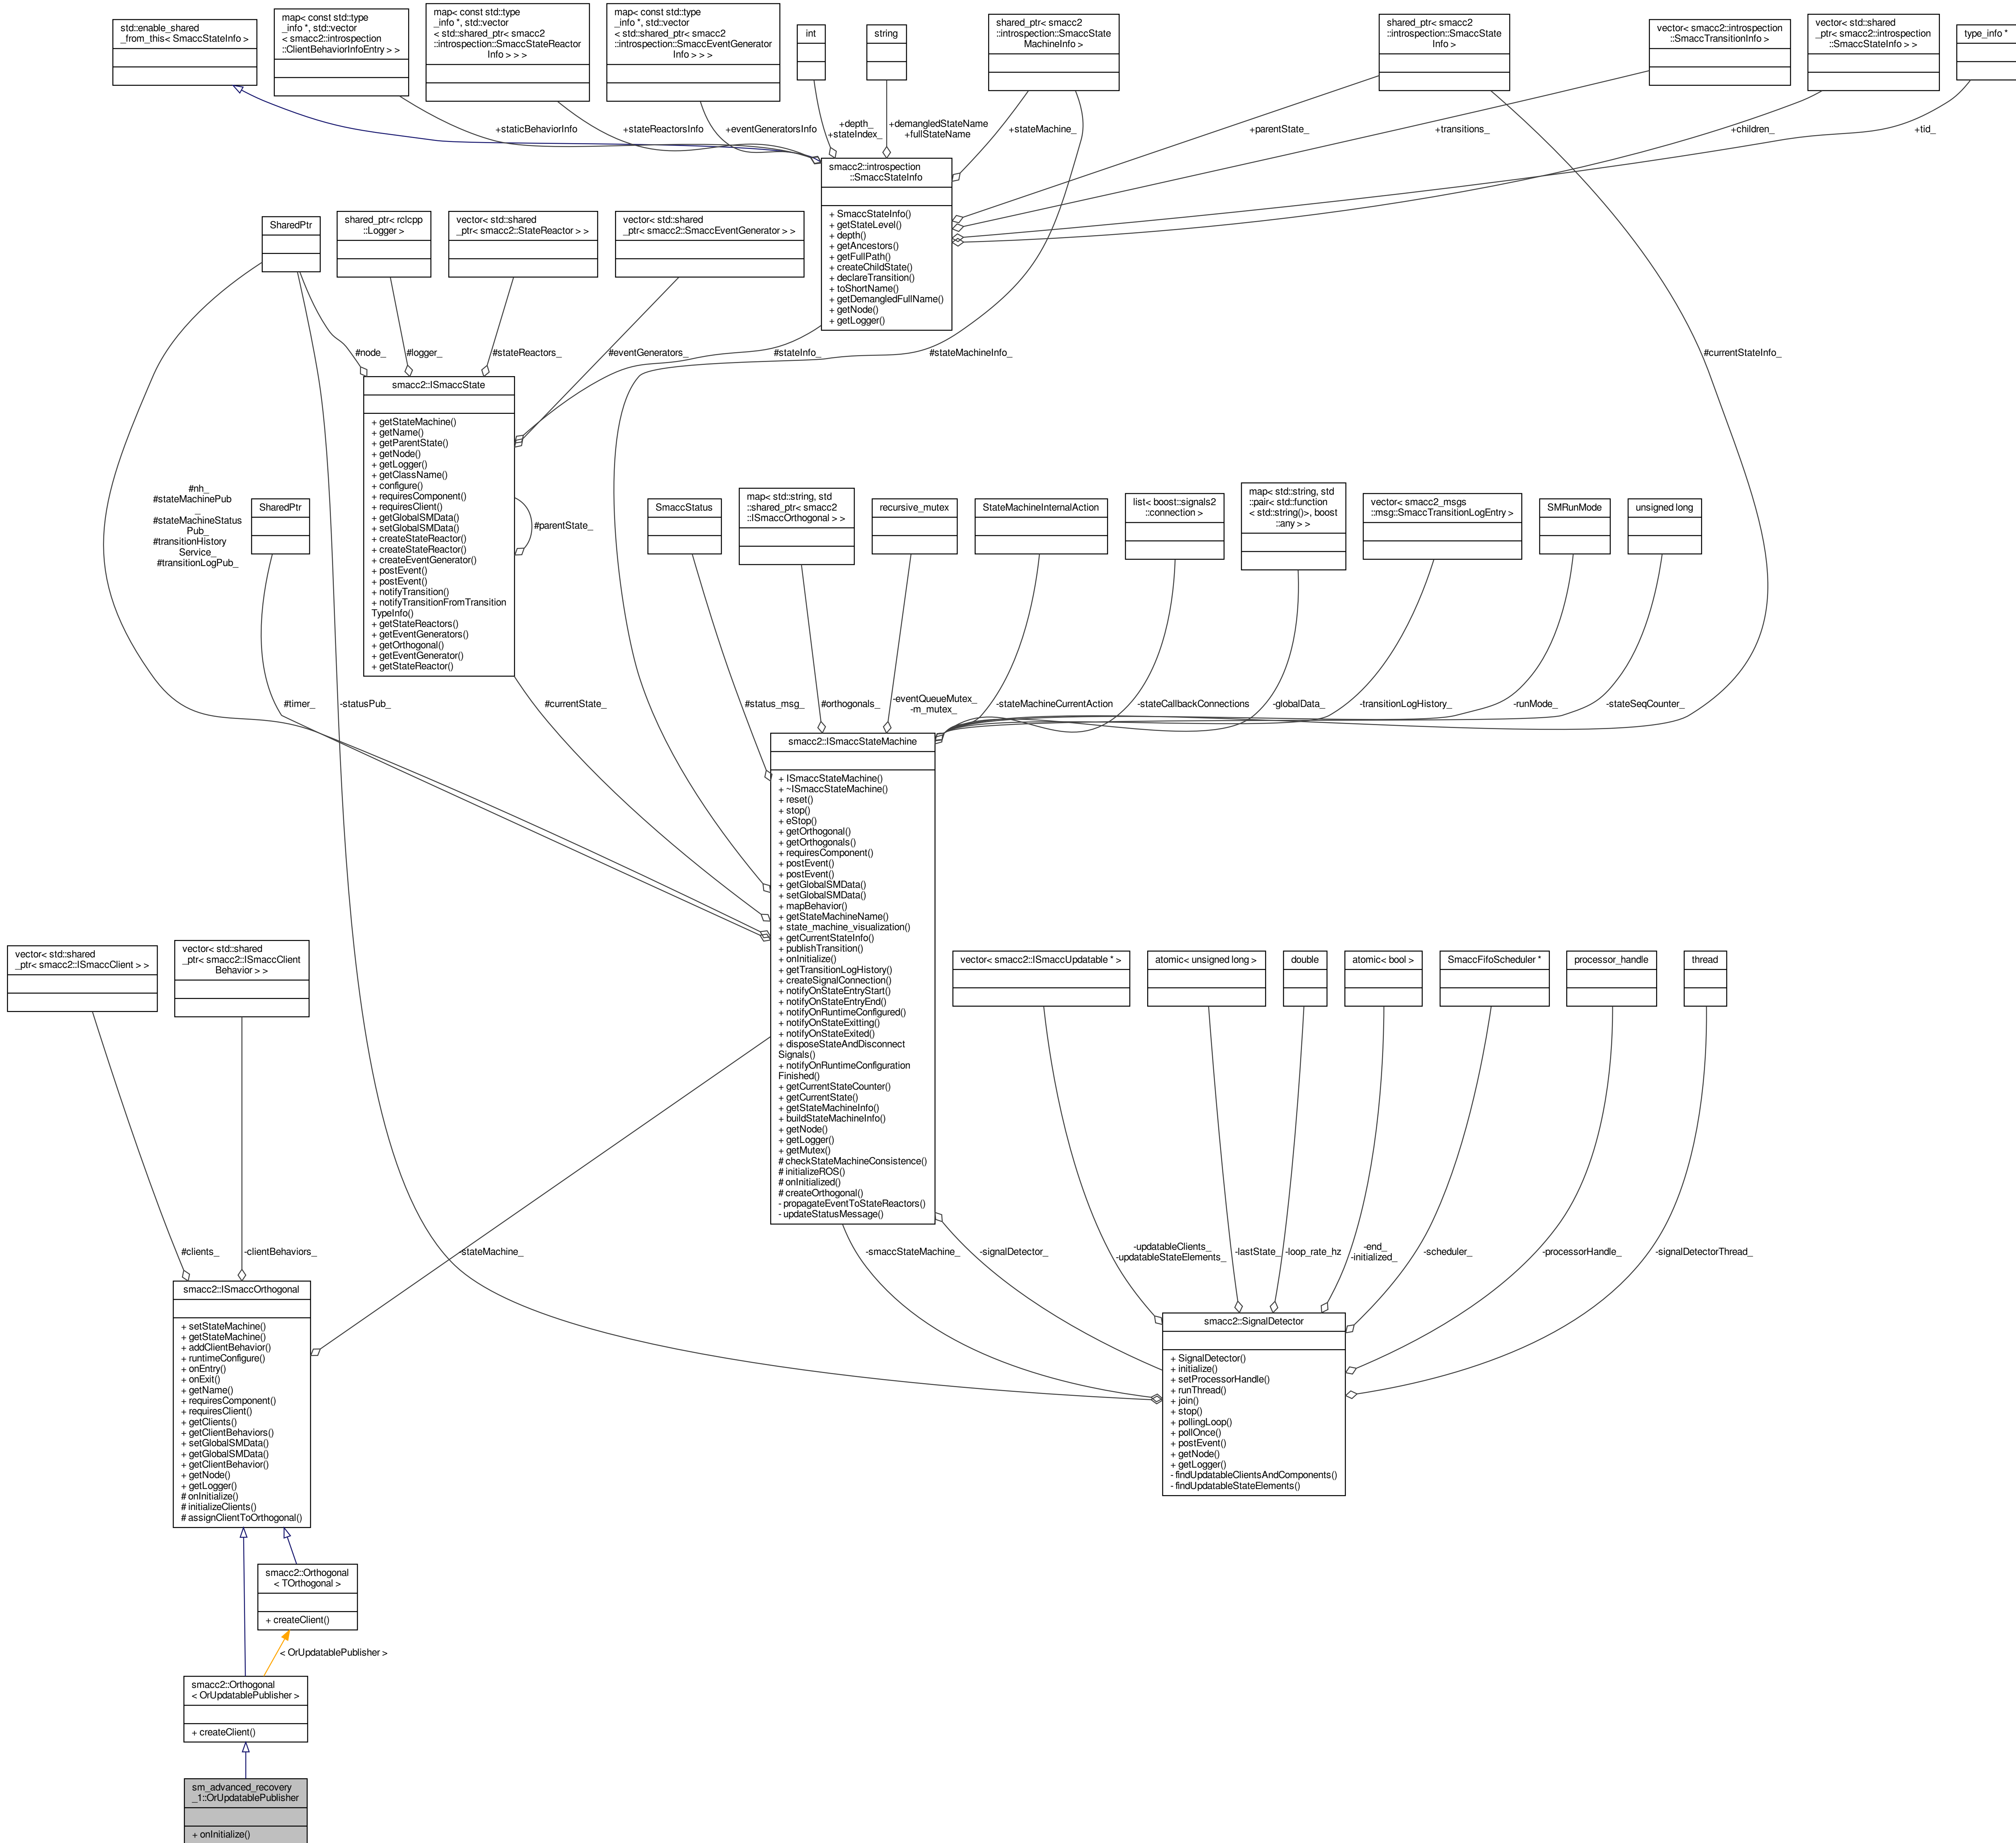 std::enable_shared
_from_this< SmaccStateInfo >
map< const std::type
_info *, std::vector
< smacc2::introspection
::ClientBehaviorInfoEntry > >
map< const std::type
_info *, std::vector
< std::shared_ptr< smacc2
::introspection::SmaccStateReactor
Info > > >
map< const std::type
_info *, std::vector
< std::shared_ptr< smacc2
::introspection::SmaccEventGenerator
Info > > >
int
string
shared_ptr< smacc2
::introspection::SmaccState
MachineInfo >
shared_ptr< smacc2
::introspection::SmaccState
Info >
vector< smacc2::introspection
::SmaccTransitionInfo >
vector< std::shared
_ptr< smacc2::introspection
::SmaccStateInfo > >
type_info *
+staticBehaviorInfo
+stateReactorsInfo
+eventGeneratorsInfo
+depth_
+stateIndex_
+demangledStateName
+fullStateName
+stateMachine_
+parentState_
+transitions_
+children_
+tid_
smacc2::introspection
::SmaccStateInfo
+ SmaccStateInfo()
+ getStateLevel()
+ depth()
+ getAncestors()
+ getFullPath()
+ createChildState()
+ declareTransition()
+ toShortName()
+ getDemangledFullName()
+ getNode()
+ getLogger()
SharedPtr
shared_ptr< rclcpp
::Logger >
vector< std::shared
_ptr< smacc2::StateReactor > >
vector< std::shared
_ptr< smacc2::SmaccEventGenerator > >
#node_
#logger_
#stateReactors_
#eventGenerators_
#stateInfo_
#stateMachineInfo_
#currentStateInfo_
smacc2::ISmaccState
+ getStateMachine()
+ getName()
+ getParentState()
+ getNode()
+ getLogger()
+ getClassName()
+ configure()
+ requiresComponent()
+ requiresClient()
+ getGlobalSMData()
+ setGlobalSMData()
+ createStateReactor()
+ createStateReactor()
+ createEventGenerator()
+ postEvent()
+ postEvent()
+ notifyTransition()
+ notifyTransitionFromTransition
TypeInfo()
+ getStateReactors()
+ getEventGenerators()
+ getOrthogonal()
+ getEventGenerator()
+ getStateReactor()
#parentState_
#nh_
#stateMachinePub
_
#stateMachineStatus
Pub_
#transitionHistory
Service_
#transitionLogPub_
SharedPtr
SmaccStatus
map< std::string, std
::shared_ptr< smacc2
::ISmaccOrthogonal > >
recursive_mutex
StateMachineInternalAction
list< boost::signals2
::connection >
map< std::string, std
::pair< std::function
< std::string()>, boost
::any > >
vector< smacc2_msgs
::msg::SmaccTransitionLogEntry >
SMRunMode
unsigned long
#timer_
-statusPub_
#currentState_
#status_msg_
#orthogonals_
-eventQueueMutex_
-m_mutex_
-stateMachineCurrentAction
-stateCallbackConnections
-globalData_
-transitionLogHistory_
-runMode_
-stateSeqCounter_
smacc2::ISmaccStateMachine
+ ISmaccStateMachine()
+ ~ISmaccStateMachine()
+ reset()
+ stop()
+ eStop()
+ getOrthogonal()
+ getOrthogonals()
+ requiresComponent()
+ postEvent()
+ postEvent()
+ getGlobalSMData()
+ setGlobalSMData()
+ mapBehavior()
+ getStateMachineName()
+ state_machine_visualization()
+ getCurrentStateInfo()
+ publishTransition()
+ onInitialize()
+ getTransitionLogHistory()
+ createSignalConnection()
+ notifyOnStateEntryStart()
+ notifyOnStateEntryEnd()
+ notifyOnRuntimeConfigured()
+ notifyOnStateExitting()
+ notifyOnStateExited()
+ disposeStateAndDisconnect
Signals()
+ notifyOnRuntimeConfiguration
Finished()
+ getCurrentStateCounter()
+ getCurrentState()
+ getStateMachineInfo()
+ buildStateMachineInfo()
+ getNode()
+ getLogger()
+ getMutex()
# checkStateMachineConsistence()
# initializeROS()
# onInitialized()
# createOrthogonal()
- propagateEventToStateReactors()
- updateStatusMessage()
vector< std::shared
_ptr< smacc2::ISmaccClient > >
vector< std::shared
_ptr< smacc2::ISmaccClient
Behavior > >
vector< smacc2::ISmaccUpdatable * >
atomic< unsigned long >
double
atomic< bool >
SmaccFifoScheduler *
processor_handle
thread
#clients_
-clientBehaviors_
-stateMachine_
-smaccStateMachine_
-signalDetector_
-updatableClients_
-updatableStateElements_
-lastState_
-loop_rate_hz
-end_
-initialized_
-scheduler_
-processorHandle_
-signalDetectorThread_
smacc2::ISmaccOrthogonal
+ setStateMachine()
+ getStateMachine()
+ addClientBehavior()
+ runtimeConfigure()
+ onEntry()
+ onExit()
+ getName()
+ requiresComponent()
+ requiresClient()
+ getClients()
+ getClientBehaviors()
+ setGlobalSMData()
+ getGlobalSMData()
+ getClientBehavior()
+ getNode()
+ getLogger()
# onInitialize()
# initializeClients()
# assignClientToOrthogonal()
smacc2::SignalDetector
+ SignalDetector()
+ initialize()
+ setProcessorHandle()
+ runThread()
+ join()
+ stop()
+ pollingLoop()
+ pollOnce()
+ postEvent()
+ getNode()
+ getLogger()
- findUpdatableClientsAndComponents()
- findUpdatableStateElements()
smacc2::Orthogonal
< TOrthogonal >
+ createClient()
< OrUpdatablePublisher >
smacc2::Orthogonal
< OrUpdatablePublisher >
+ createClient()
sm_advanced_recovery
_1::OrUpdatablePublisher
+ onInitialize()